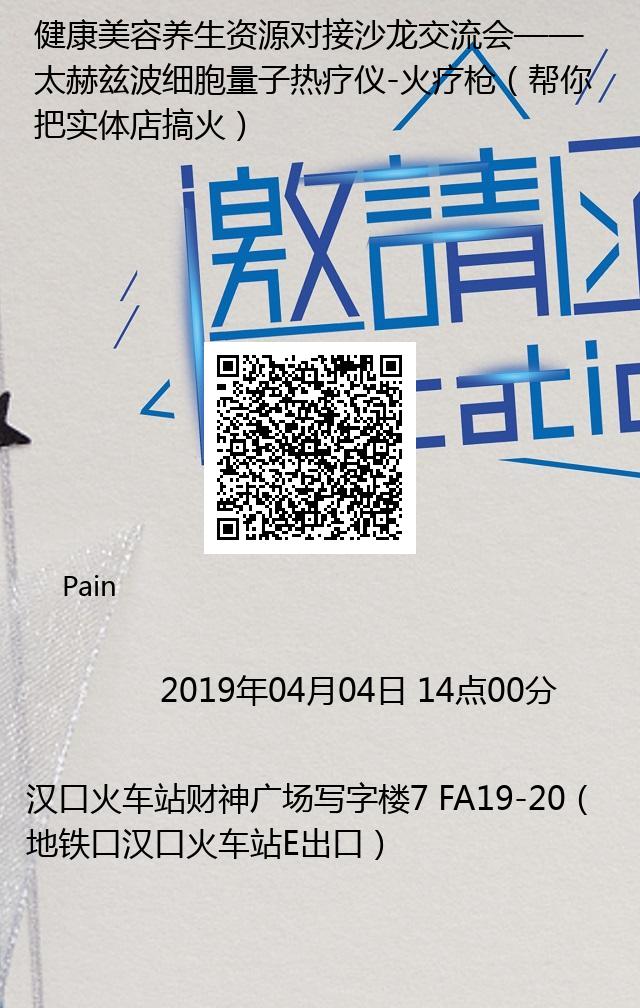 健康美容养生资源对接沙龙交流会——
太赫兹波细胞量子热疗仪-火疗枪（帮你
把实体店搞火）
邀請函
cation
Pain
2019年04月04日 14点00分
汉口火车站财神广场写字楼7 FA19-20（
地铁口汉口火车站E出口）